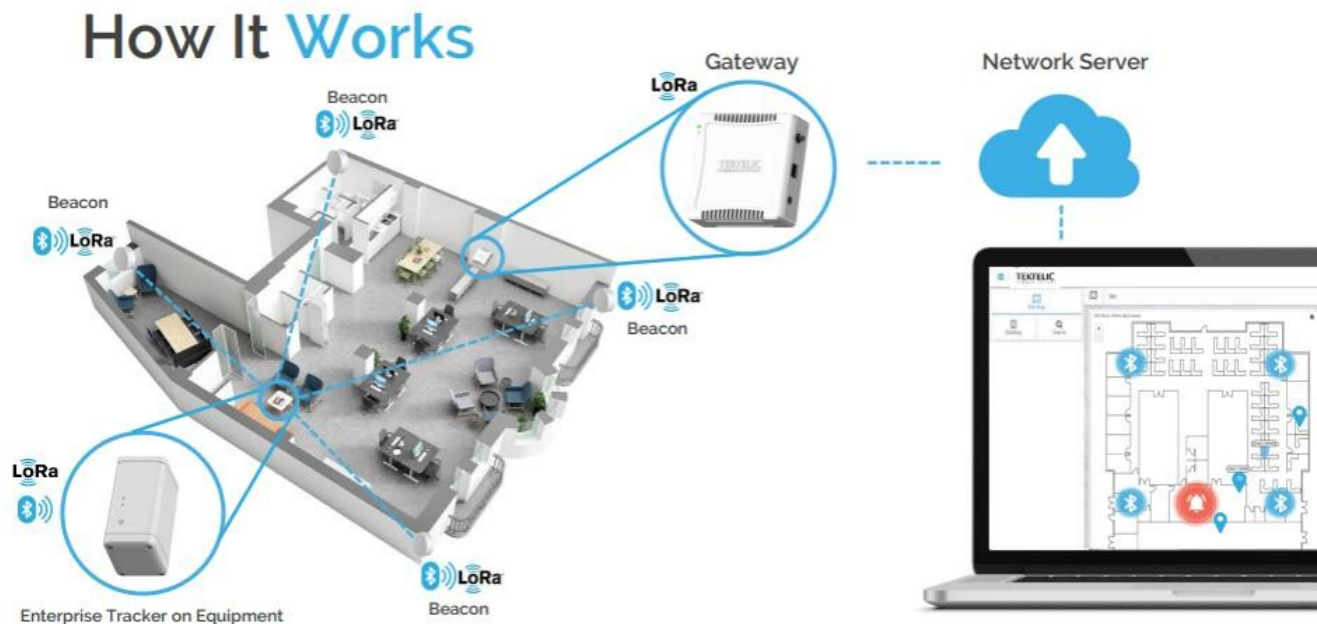 How It Works
Gateway
Network Server
LoRa
Beacon
LoRa
TEKTELIC
Beacon
LoRa
LoRa
Beacon
TEKTELIC
LoRa
LoRa
Beacon
Enterprise Tracker on Equipment